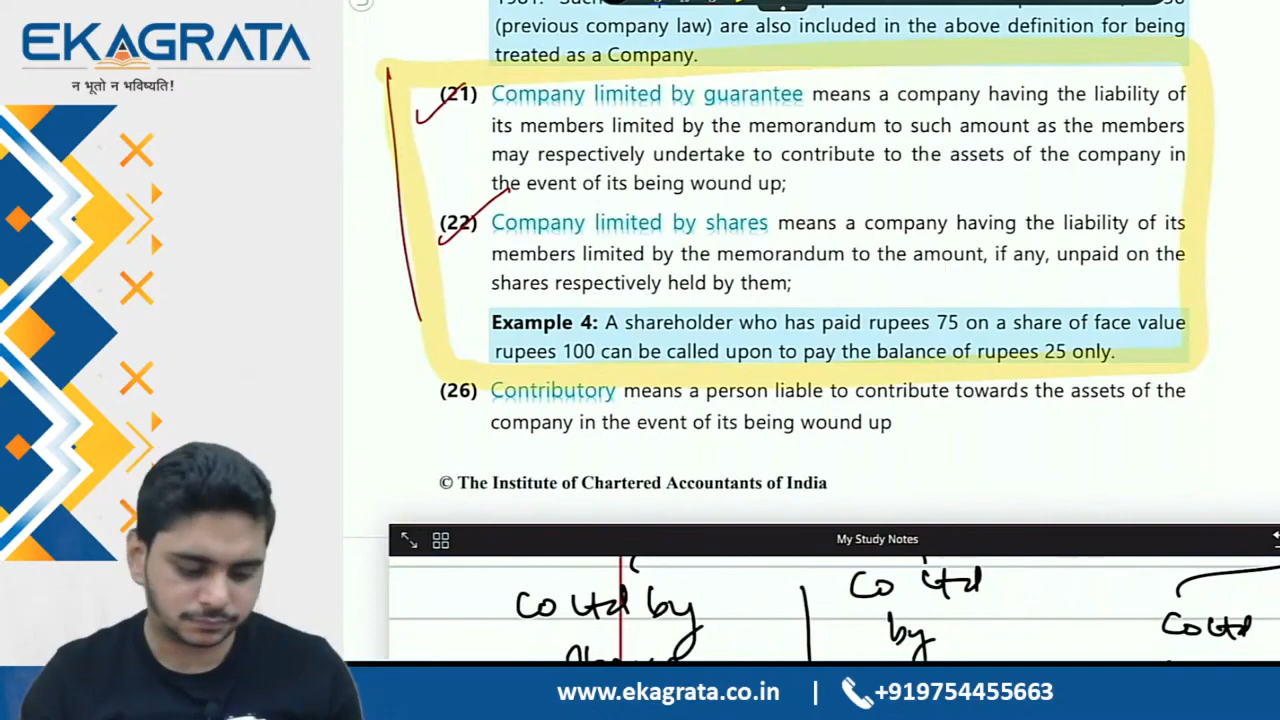 EKAGRATA
न भूतो न भविष्यति!
(previous company law) are also included in the above definition for being
treated as a Company.
(21) Company limited by guarantee means a company having the liability of
its members limited by the memorandum to such amount as the members
may respectively undertake to contribute to the assets of the company in
the event of its being wound up;
(22) Company limited by shares means a company having the liability of its
members limited by the memorandum to the amount, if any, unpaid on the
shares respectively held by them;
Example 4: A shareholder who has paid rupees 75 on a share of face value
rupees 100 can be called upon to pay the balance of rupees 25 only.
(26) Contributory means a person liable to contribute towards the assets of the
company in the event of its being wound up
© The Institute of Chartered Accountants of India
My Study Notes
Co Ltd by
Co Ltd
by
Co Ltd
www.ekagrata.co.in | +919754455663